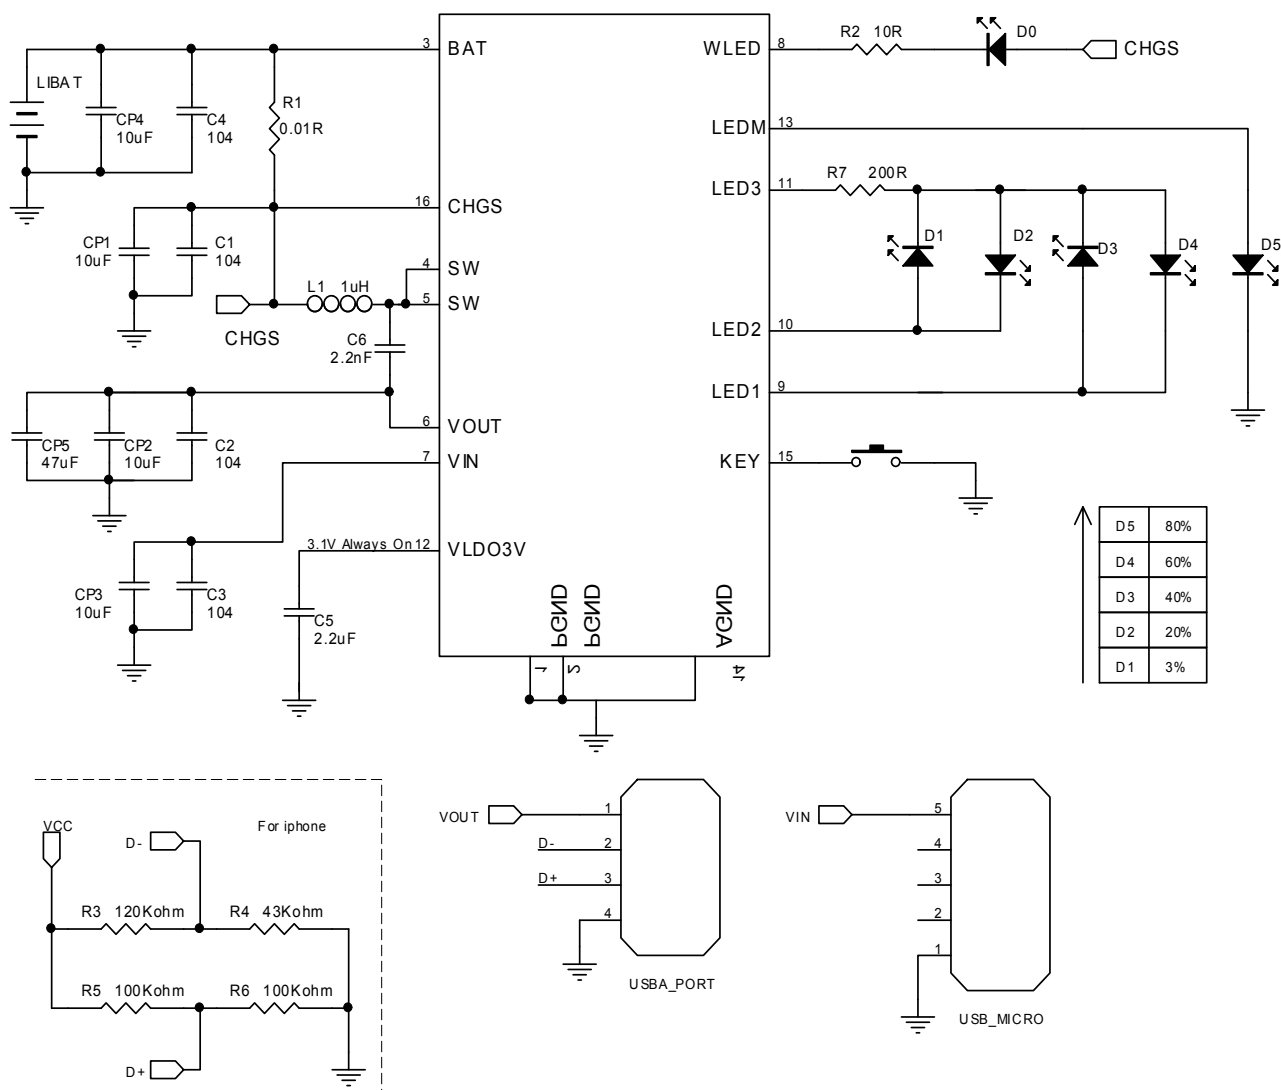 3 BAT
WLED 8
R2 10R
D0
CHGS
LIBAT
CP4
10uF
C4
104
R1
0.01R
LEDM 13
LED3 11
R7 200R
16 CHGS
CP1
10uF
C1
104
D1
D2
D3
D4
D5
4 SW
L1 1uH
5 SW
CHGS
C6
2.2nF
LED2 10
LED1 9
6 VOUT
CP5
47uF
CP2
10uF
C2
104
7 VIN
KEY 15
3.1V Always On 12 VLDO3V
CP3
10uF
C3
104
C5
2.2uF
PGND
PGND
AGND
1
2
14
D5 80%
D4 60%
D3 40%
D2 20%
D1 3%
VCC
For iphone
D-
R3 120Kohm
R4 43Kohm
R5 100Kohm
R6 100Kohm
D+
VOUT
1
D- 2
D+ 3
4
USBA_PORT
VIN
5
4
3
2
1
USB_MICRO